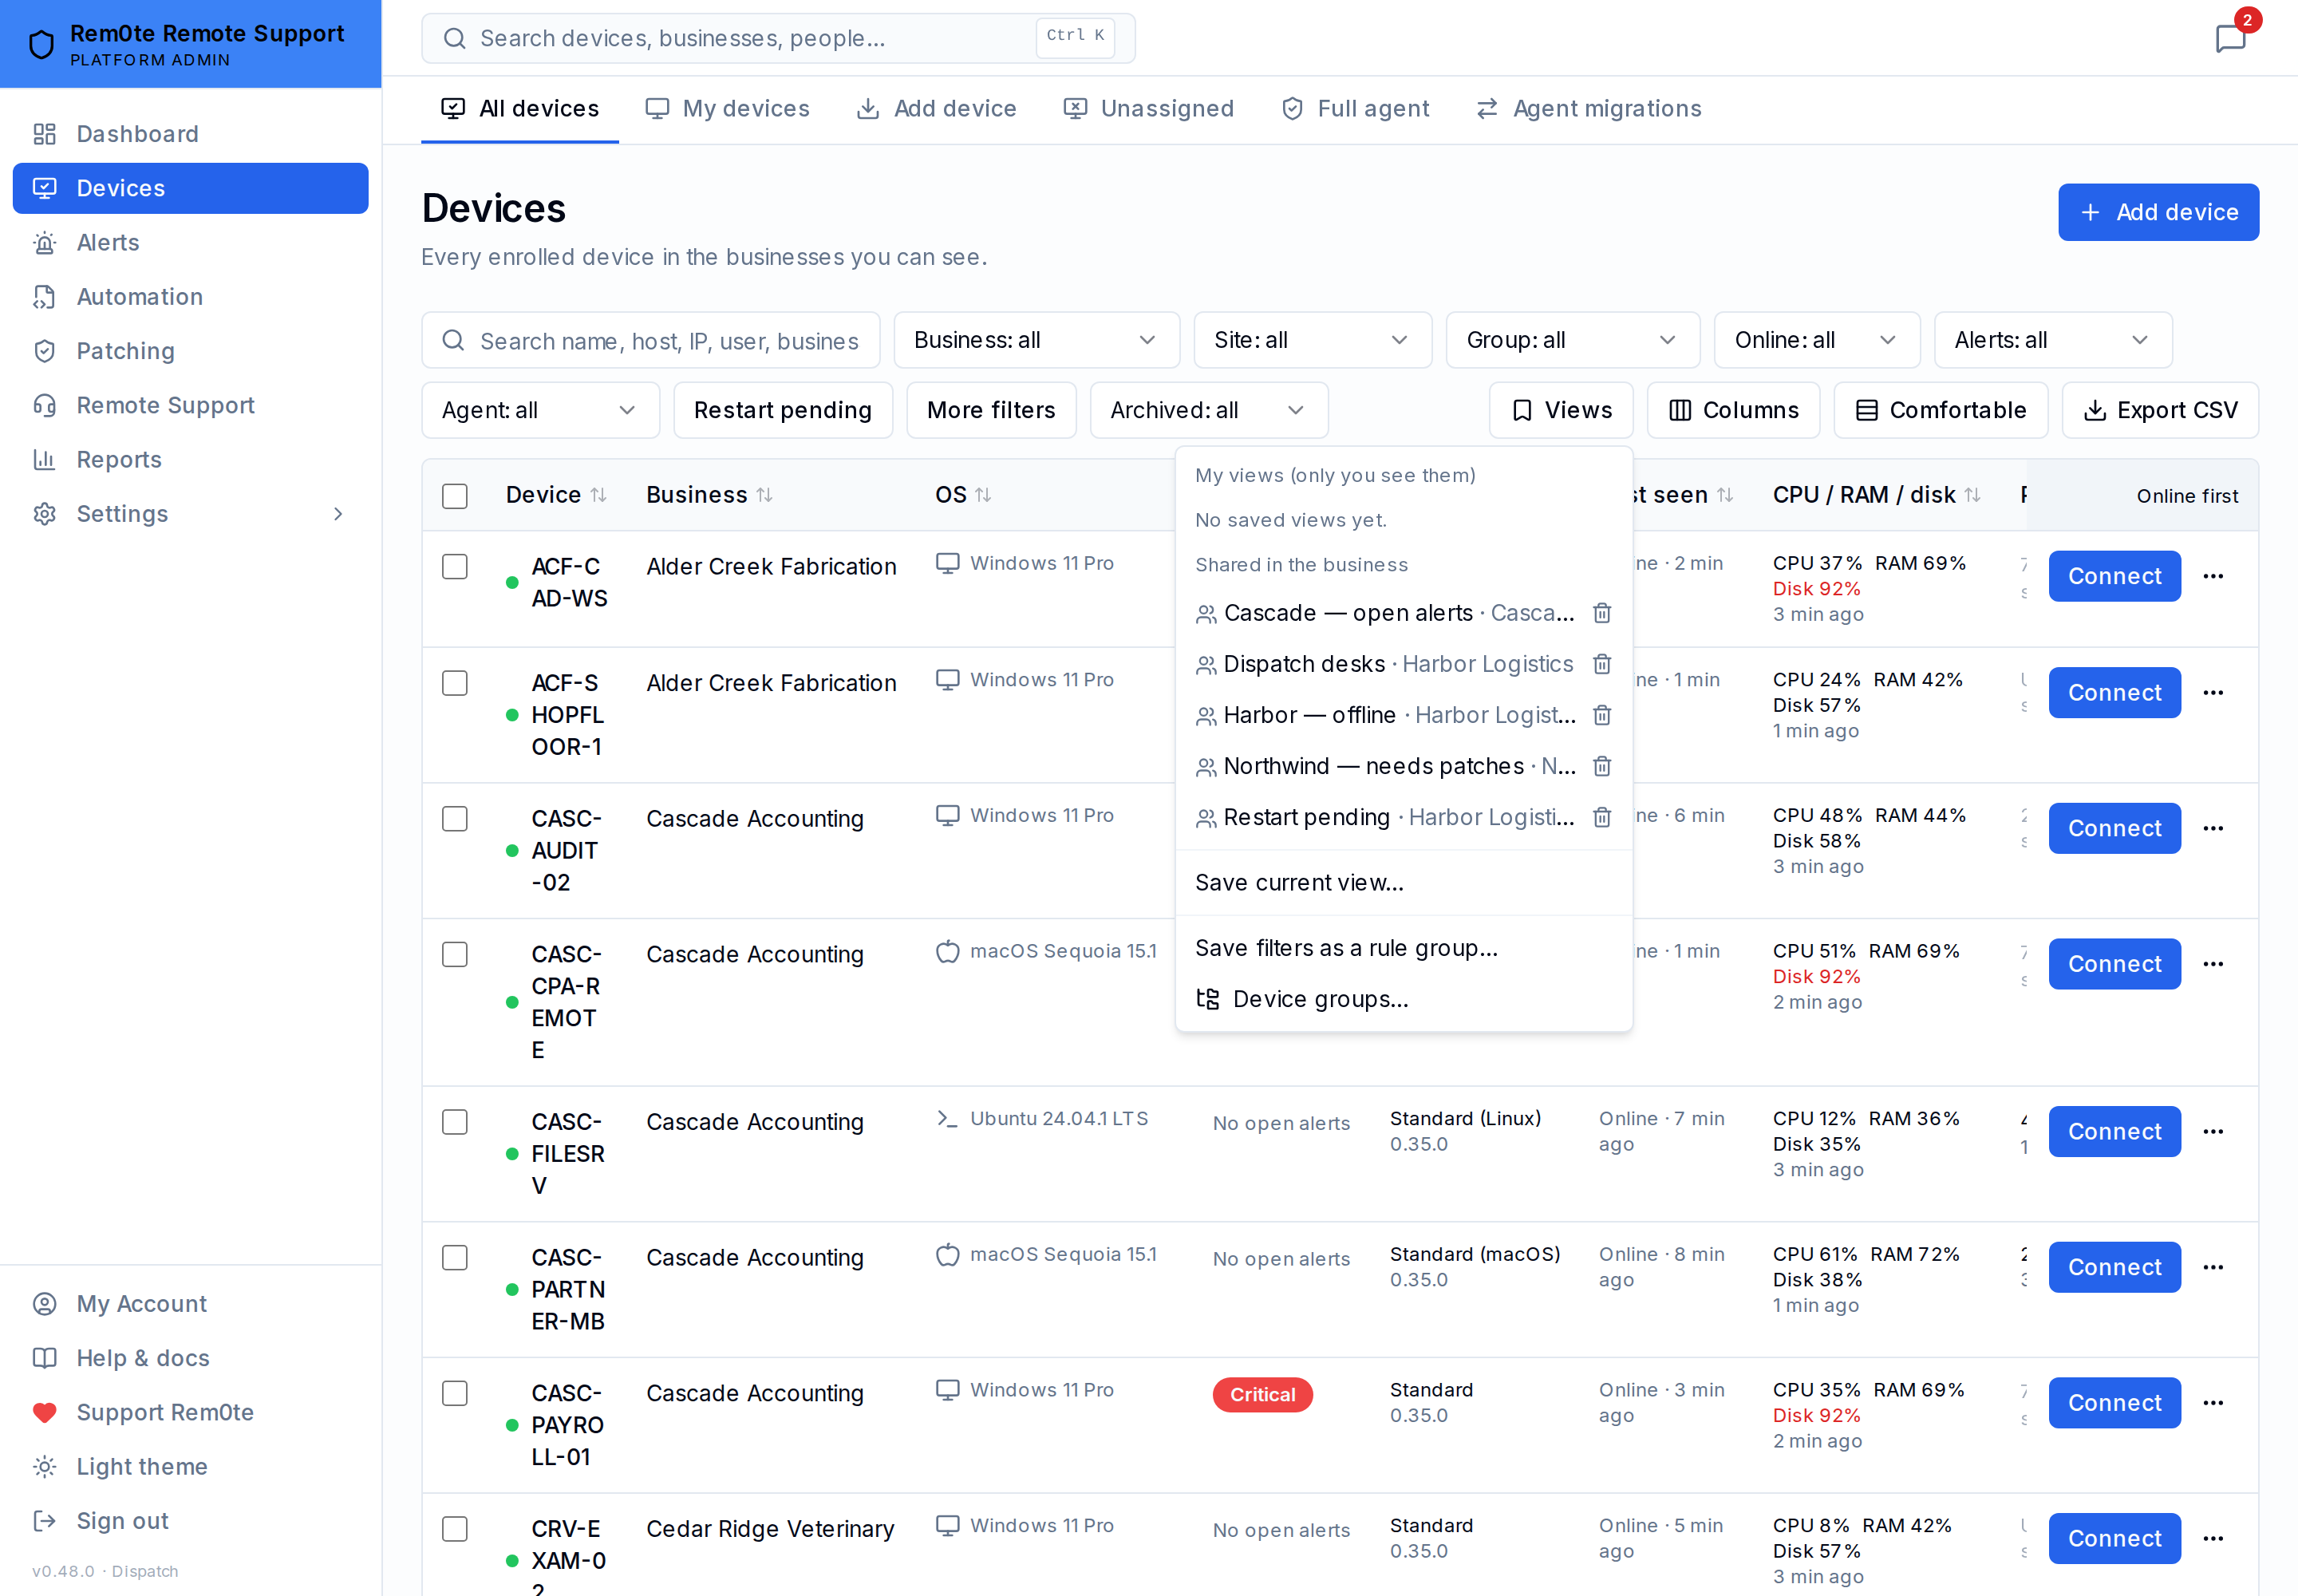 Rem0te Remote Support
PLATFORM ADMIN
Search devices, businesses, people...
Ctrl K
2
Dashboard
Devices
Alerts
Automation
Patching
Remote Support
Reports
Settings
My Account
Help & docs
Support Rem0te
Light theme
Sign out
v0.48.0 · Dispatch
All devices
My devices
Add device
Unassigned
Full agent
Agent migrations
Devices
Add device
Every enrolled device in the businesses you can see.
Search name, host, IP, user, busines
Business: all
Site: all
Group: all
Online: all
Alerts: all
Agent: all
Restart pending
More filters
Archived: all
Views
Columns
Comfortable
Export CSV
My views (only you see them)
No saved views yet.
Shared in the business
Cascade — open alerts · Casca...
Dispatch desks · Harbor Logistics
Harbor — offline · Harbor Logist...
Northwind — needs patches · N...
Restart pending · Harbor Logisti...
Save current view...
Save filters as a rule group...
Device groups...
Device
Business
OS
st seen
CPU / RAM / disk
Online first
ACF-C
AD-WS
Alder Creek Fabrication
Windows 11 Pro
ne · 2 min
CPU 37% RAM 69%
Disk 92%
3 min ago
Connect
ACF-S
HOPFL
OOR-1
Alder Creek Fabrication
Windows 11 Pro
ne · 1 min
CPU 24% RAM 42%
Disk 57%
1 min ago
Connect
CASC-
AUDIT
-02
Cascade Accounting
Windows 11 Pro
ne · 6 min
CPU 48% RAM 44%
Disk 58%
3 min ago
Connect
CASC-
CPA-R
EMOT
E
Cascade Accounting
macOS Sequoia 15.1
ne · 1 min
CPU 51% RAM 69%
Disk 92%
2 min ago
Connect
CASC-
FILESR
V
Cascade Accounting
Ubuntu 24.04.1 LTS
No open alerts
Standard (Linux)
0.35.0
Online · 7 min
ago
CPU 12% RAM 36%
Disk 35%
3 min ago
Connect
CASC-
PARTN
ER-MB
Cascade Accounting
macOS Sequoia 15.1
No open alerts
Standard (macOS)
0.35.0
Online · 8 min
ago
CPU 61% RAM 72%
Disk 38%
1 min ago
Connect
CASC-
PAYRO
LL-01
Cascade Accounting
Windows 11 Pro
Critical
Standard
0.35.0
Online · 3 min
ago
CPU 35% RAM 69%
Disk 92%
2 min ago
Connect
CRV-E
XAM-0
2
Cedar Ridge Veterinary
Windows 11 Pro
No open alerts
Standard
0.35.0
Online · 5 min
ago
CPU 8% RAM 42%
Disk 57%
3 min ago
Connect